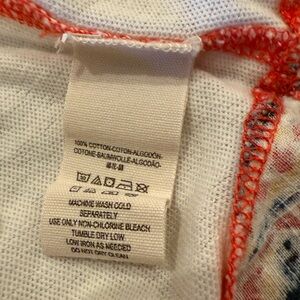 100% COTTON-COTON-ALGODÓN-
COTONE-BAUMWOLLE-ALGODÃO-
MACHINE WASH COLD
SEPARATELY
USE ONLY NON-CHLORINE BLEACH
TUMBLE DRY LOW
LOW IRON AS NEEDED
DO NOT DRY CLEAN